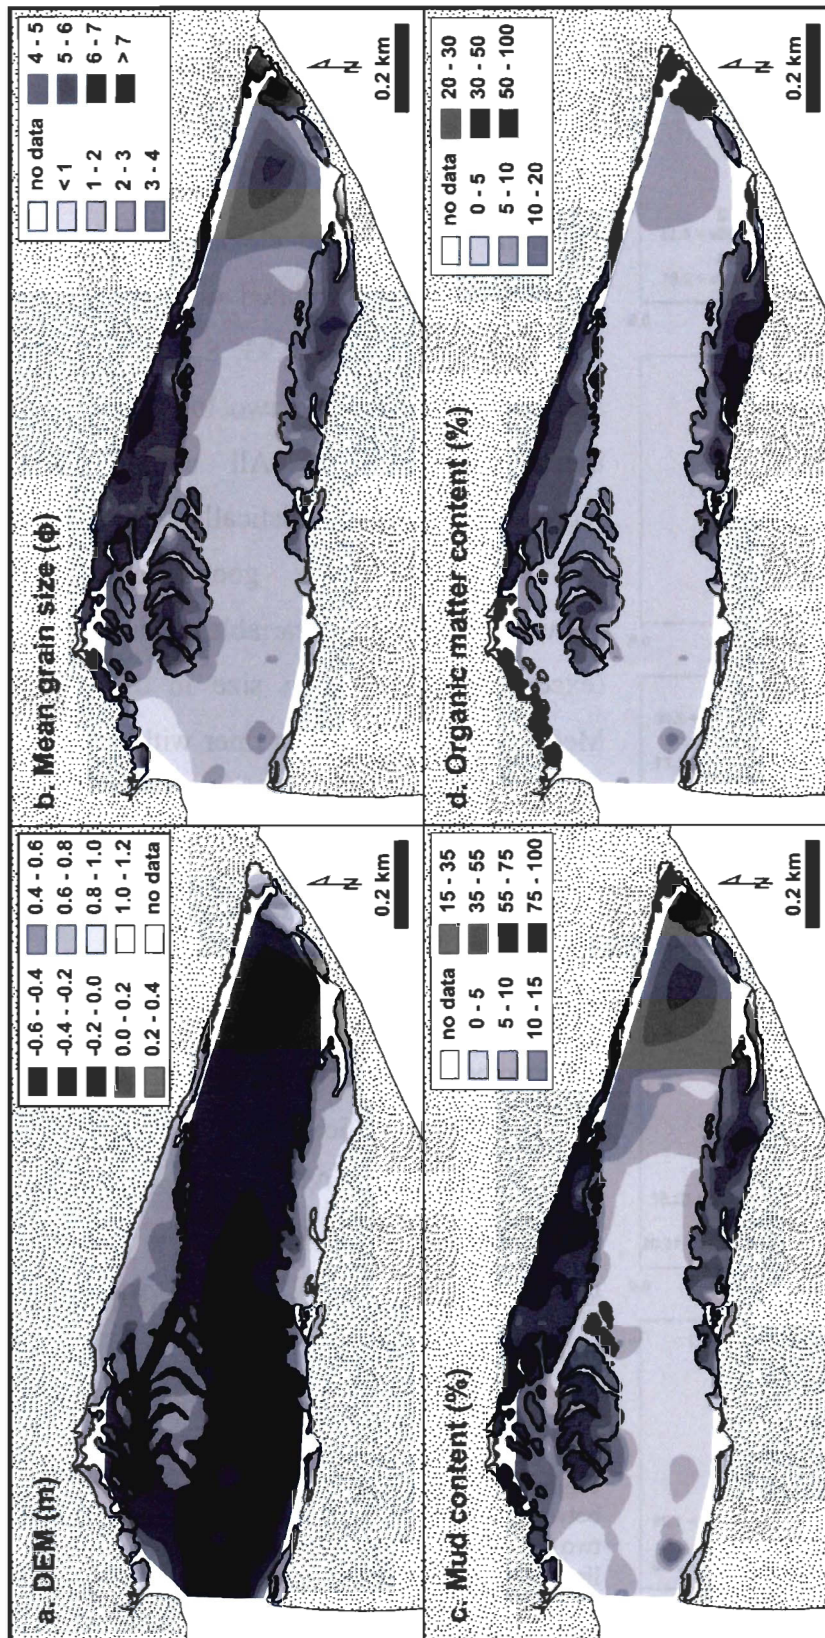 a. DEM (m)
-0.6 - -0.4
-0.4 - -0.2
-0.2 - 0.0
0.0 - 0.2
0.2 - 0.4
0.4 - 0.6
0.6 - 0.8
0.8 - 1.0
1.0 - 1.2
no data
N
0.2 km
b. Mean grain size (ϕ)
no data
< 1
1 - 2
2 - 3
3 - 4
4 - 5
5 - 6
6 - 7
> 7
N
0.2 km
c. Mud content (%)
no data
0 - 5
5 - 10
10 - 15
15 - 35
35 - 55
55 - 75
75 - 100
N
0.2 km
d. Organic matter content (%)
no data
0 - 5
5 - 10
10 - 20
20 - 30
30 - 50
50 - 100
N
0.2 km